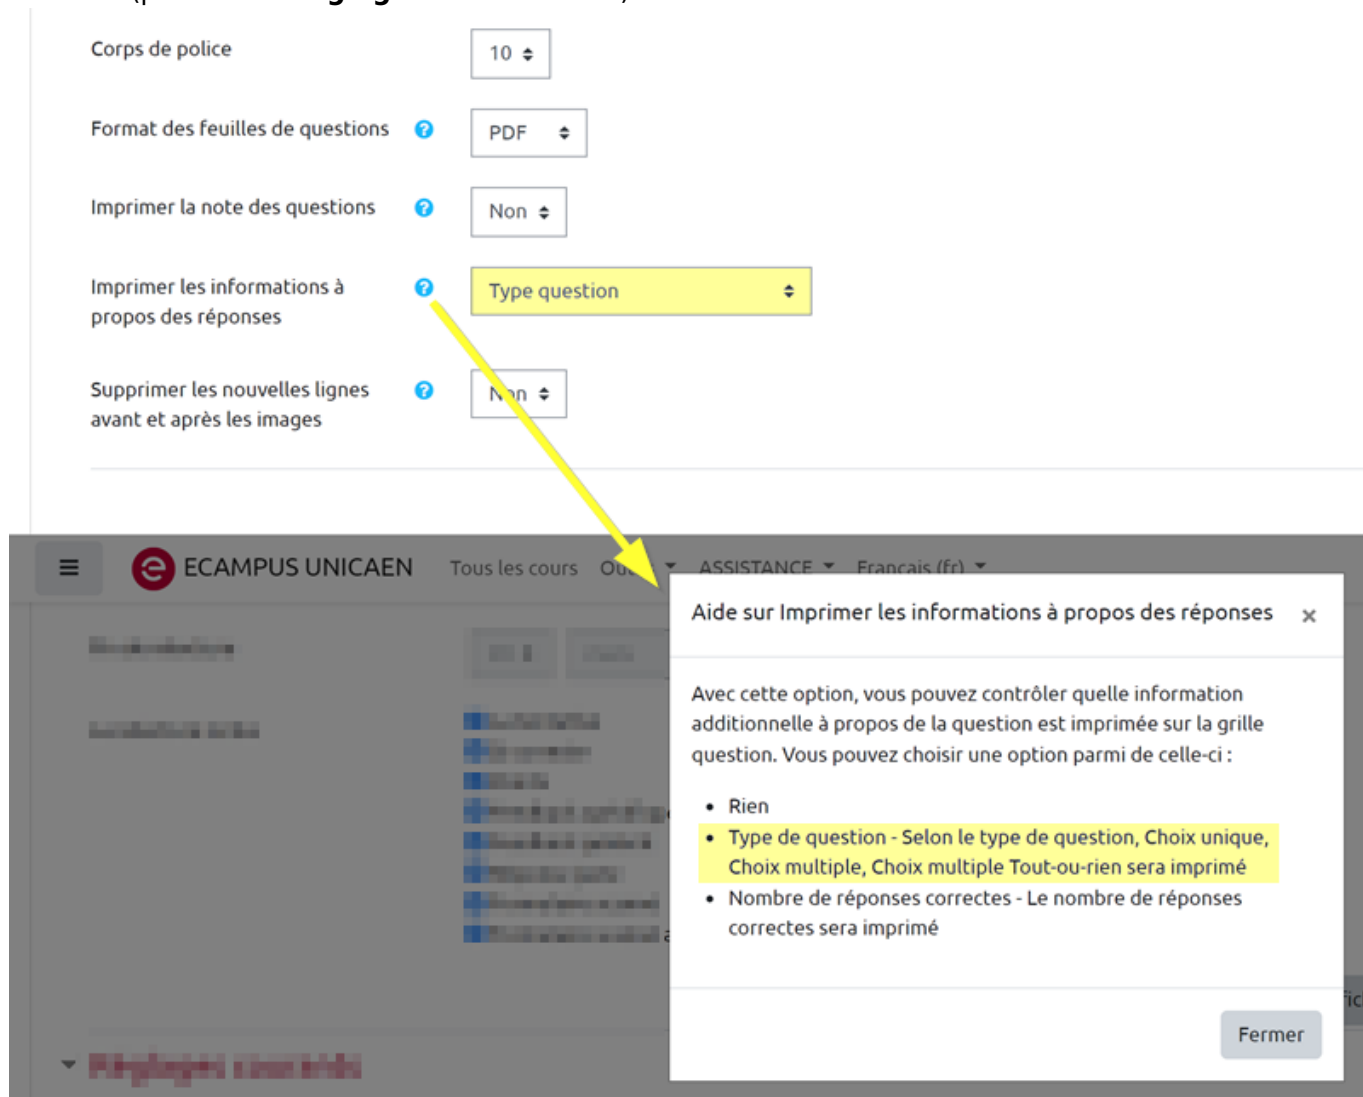 Corps de police
10
Format des feuilles de questions
PDF
Imprimer la note des questions
Non
Imprimer les informations à
propos des réponses
Type question
Supprimer les nouvelles lignes
avant et après les images
Non
ECAMPUS UNICAEN Tous les cours ASSISTANCE Français (fr)
Aide sur Imprimer les informations à propos des réponses ×
Avec cette option, vous pouvez contrôler quelle information
additionnelle à propos de la question est imprimée sur la grille
question. Vous pouvez choisir une option parmi de celle-ci :
• Rien
• Type de question - Selon le type de question, Choix unique,
Choix multiple, Choix multiple Tout-ou-rien sera imprimé
• Nombre de réponses correctes - Le nombre de réponses
correctes sera imprimé
Fermer